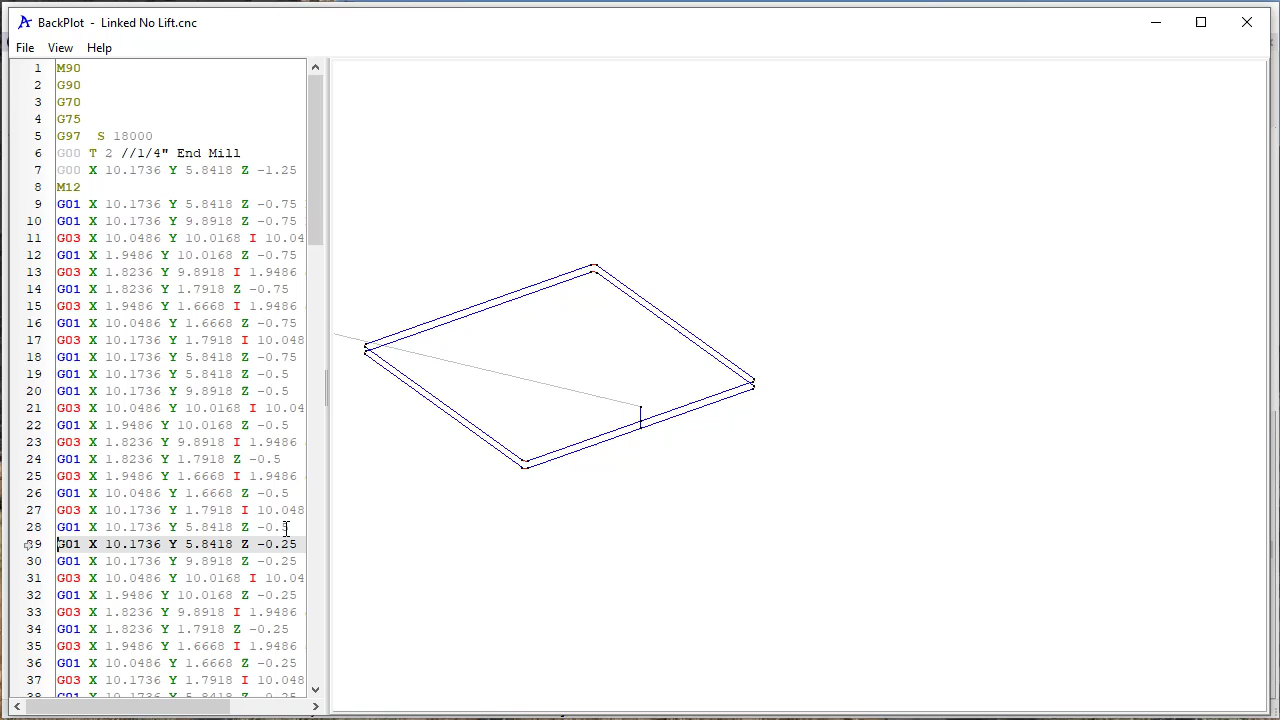 BackPlot - Linked No Lift.cnc
File View Help
1 M90
2 G90
3 G70
4 G75
5 G97 S 18000
6 G00 T 2 //1/4" End Mill
7 G00 X 10.1736 Y 5.8418 Z -1.25
8 M12
9 G01 X 10.1736 Y 5.8418 Z -0.75
10 G01 X 10.1736 Y 9.8918 Z -0.75
11 G03 X 10.0486 Y 10.0168 I 10.04
12 G01 X 1.9486 Y 10.0168 Z -0.75
13 G03 X 1.8236 Y 9.8918 I 1.9486
14 G01 X 1.8236 Y 1.7918 Z -0.75
15 G03 X 1.9486 Y 1.6668 I 1.9486
16 G01 X 10.0486 Y 1.6668 Z -0.75
17 G03 X 10.1736 Y 1.7918 I 10.048
18 G01 X 10.1736 Y 5.8418 Z -0.75
19 G01 X 10.1736 Y 5.8418 Z -0.5
20 G01 X 10.1736 Y 9.8918 Z -0.5
21 G03 X 10.0486 Y 10.0168 I 10.04
22 G01 X 1.9486 Y 10.0168 Z -0.5
23 G03 X 1.8236 Y 9.8918 I 1.9486
24 G01 X 1.8236 Y 1.7918 Z -0.5
25 G03 X 1.9486 Y 1.6668 I 1.9486
26 G01 X 10.0486 Y 1.6668 Z -0.5
27 G03 X 10.1736 Y 1.7918 I 10.048
28 G01 X 10.1736 Y 5.8418 Z -0.5
29 G01 X 10.1736 Y 5.8418 Z -0.25
30 G01 X 10.1736 Y 9.8918 Z -0.25
31 G03 X 10.0486 Y 10.0168 I 10.04
32 G01 X 1.9486 Y 10.0168 Z -0.25
33 G03 X 1.8236 Y 9.8918 I 1.9486
34 G01 X 1.8236 Y 1.7918 Z -0.25
35 G03 X 1.9486 Y 1.6668 I 1.9486
36 G01 X 10.0486 Y 1.6668 Z -0.25
37 G03 X 10.1736 Y 1.7918 I 10.048
38 G01 X 10.1736 Y 5.8418 Z -0.25